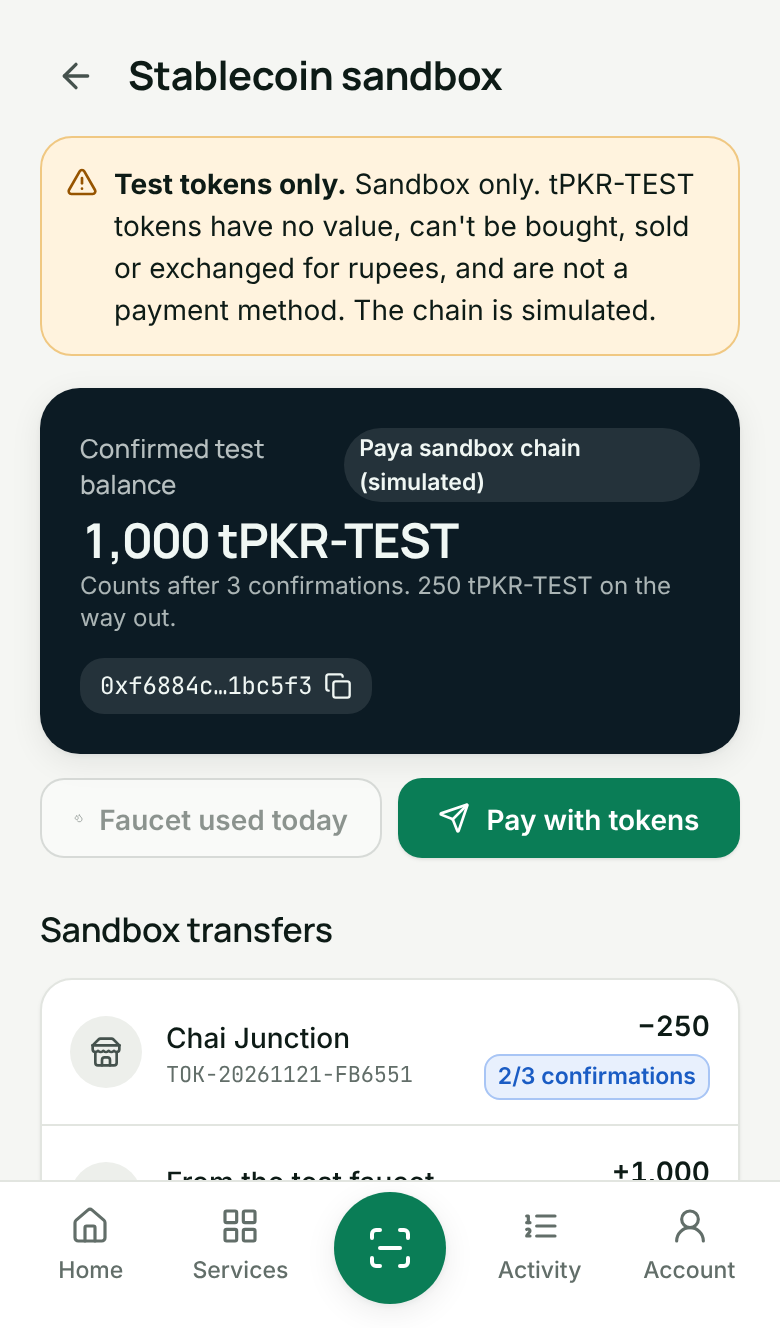 Stablecoin sandbox
Test tokens only. Sandbox only. tPKR-TEST
tokens have no value, can't be bought, sold
or exchanged for rupees, and are not a
payment method. The chain is simulated.
Confirmed test
balance
Paya sandbox chain
(simulated)
1,000 tPKR-TEST
Counts after 3 confirmations. 250 tPKR-TEST on the
way out.
0xf6884c…1bc5f3
Faucet used today
Pay with tokens
Sandbox transfers
Chai Junction
−250
TOK-20261121-FB6551
2/3 confirmations
From the test faucet
+1,000
Home
Services
Activity
Account